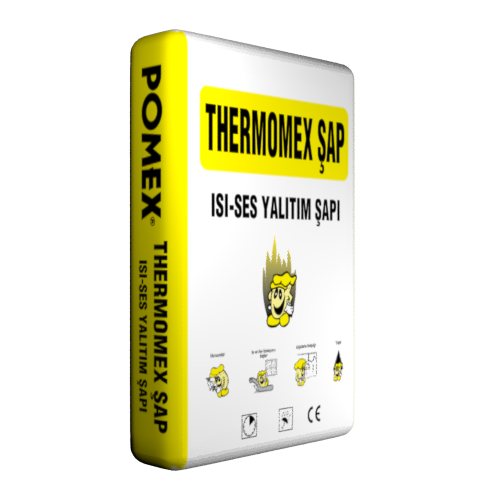 POMEX®
THERMOMEX ŞAP
ISI-SES YALITIM ŞAPI
THERMOMEX ŞAP
ISI-SES YALITIM ŞAPI
CE